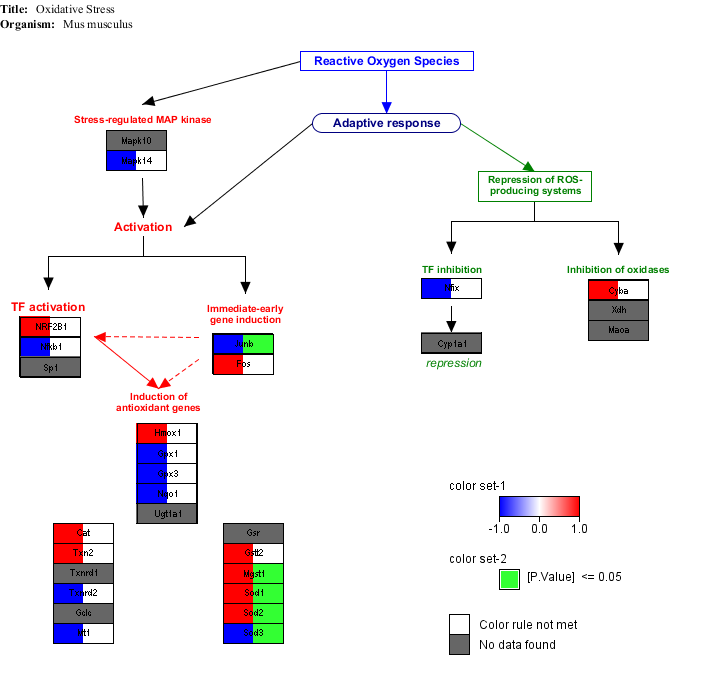 Title: Oxidative Stress
Organism: Mus musculus
Reactive Oxygen Species
Stress-regulated MAP kinase
Adaptive response
Mapk10
Mapk14
Repression of ROS-
producing systems
Activation
TF inhibition
Inhibition of oxidases
Nfix
Cyba
Xdh
Maoa
TF activation
Immediate-early
gene induction
NRF2B1
Nfkb1
Sp1
Junb
Fos
Cyp1a1
repression
Induction of
antioxidant genes
Hmox1
Gpx1
Gpx3
Nqo1
Ugt1a1
Cat
Txn2
Txnrd1
Txnrd2
Gclc
Mt1
Gsr
Gstt2
Mgst1
Sod1
Sod2
Sod3
color set-1
-1.0 0.0 1.0
color set-2
[P.Value] <= 0.05
Color rule not met
No data found